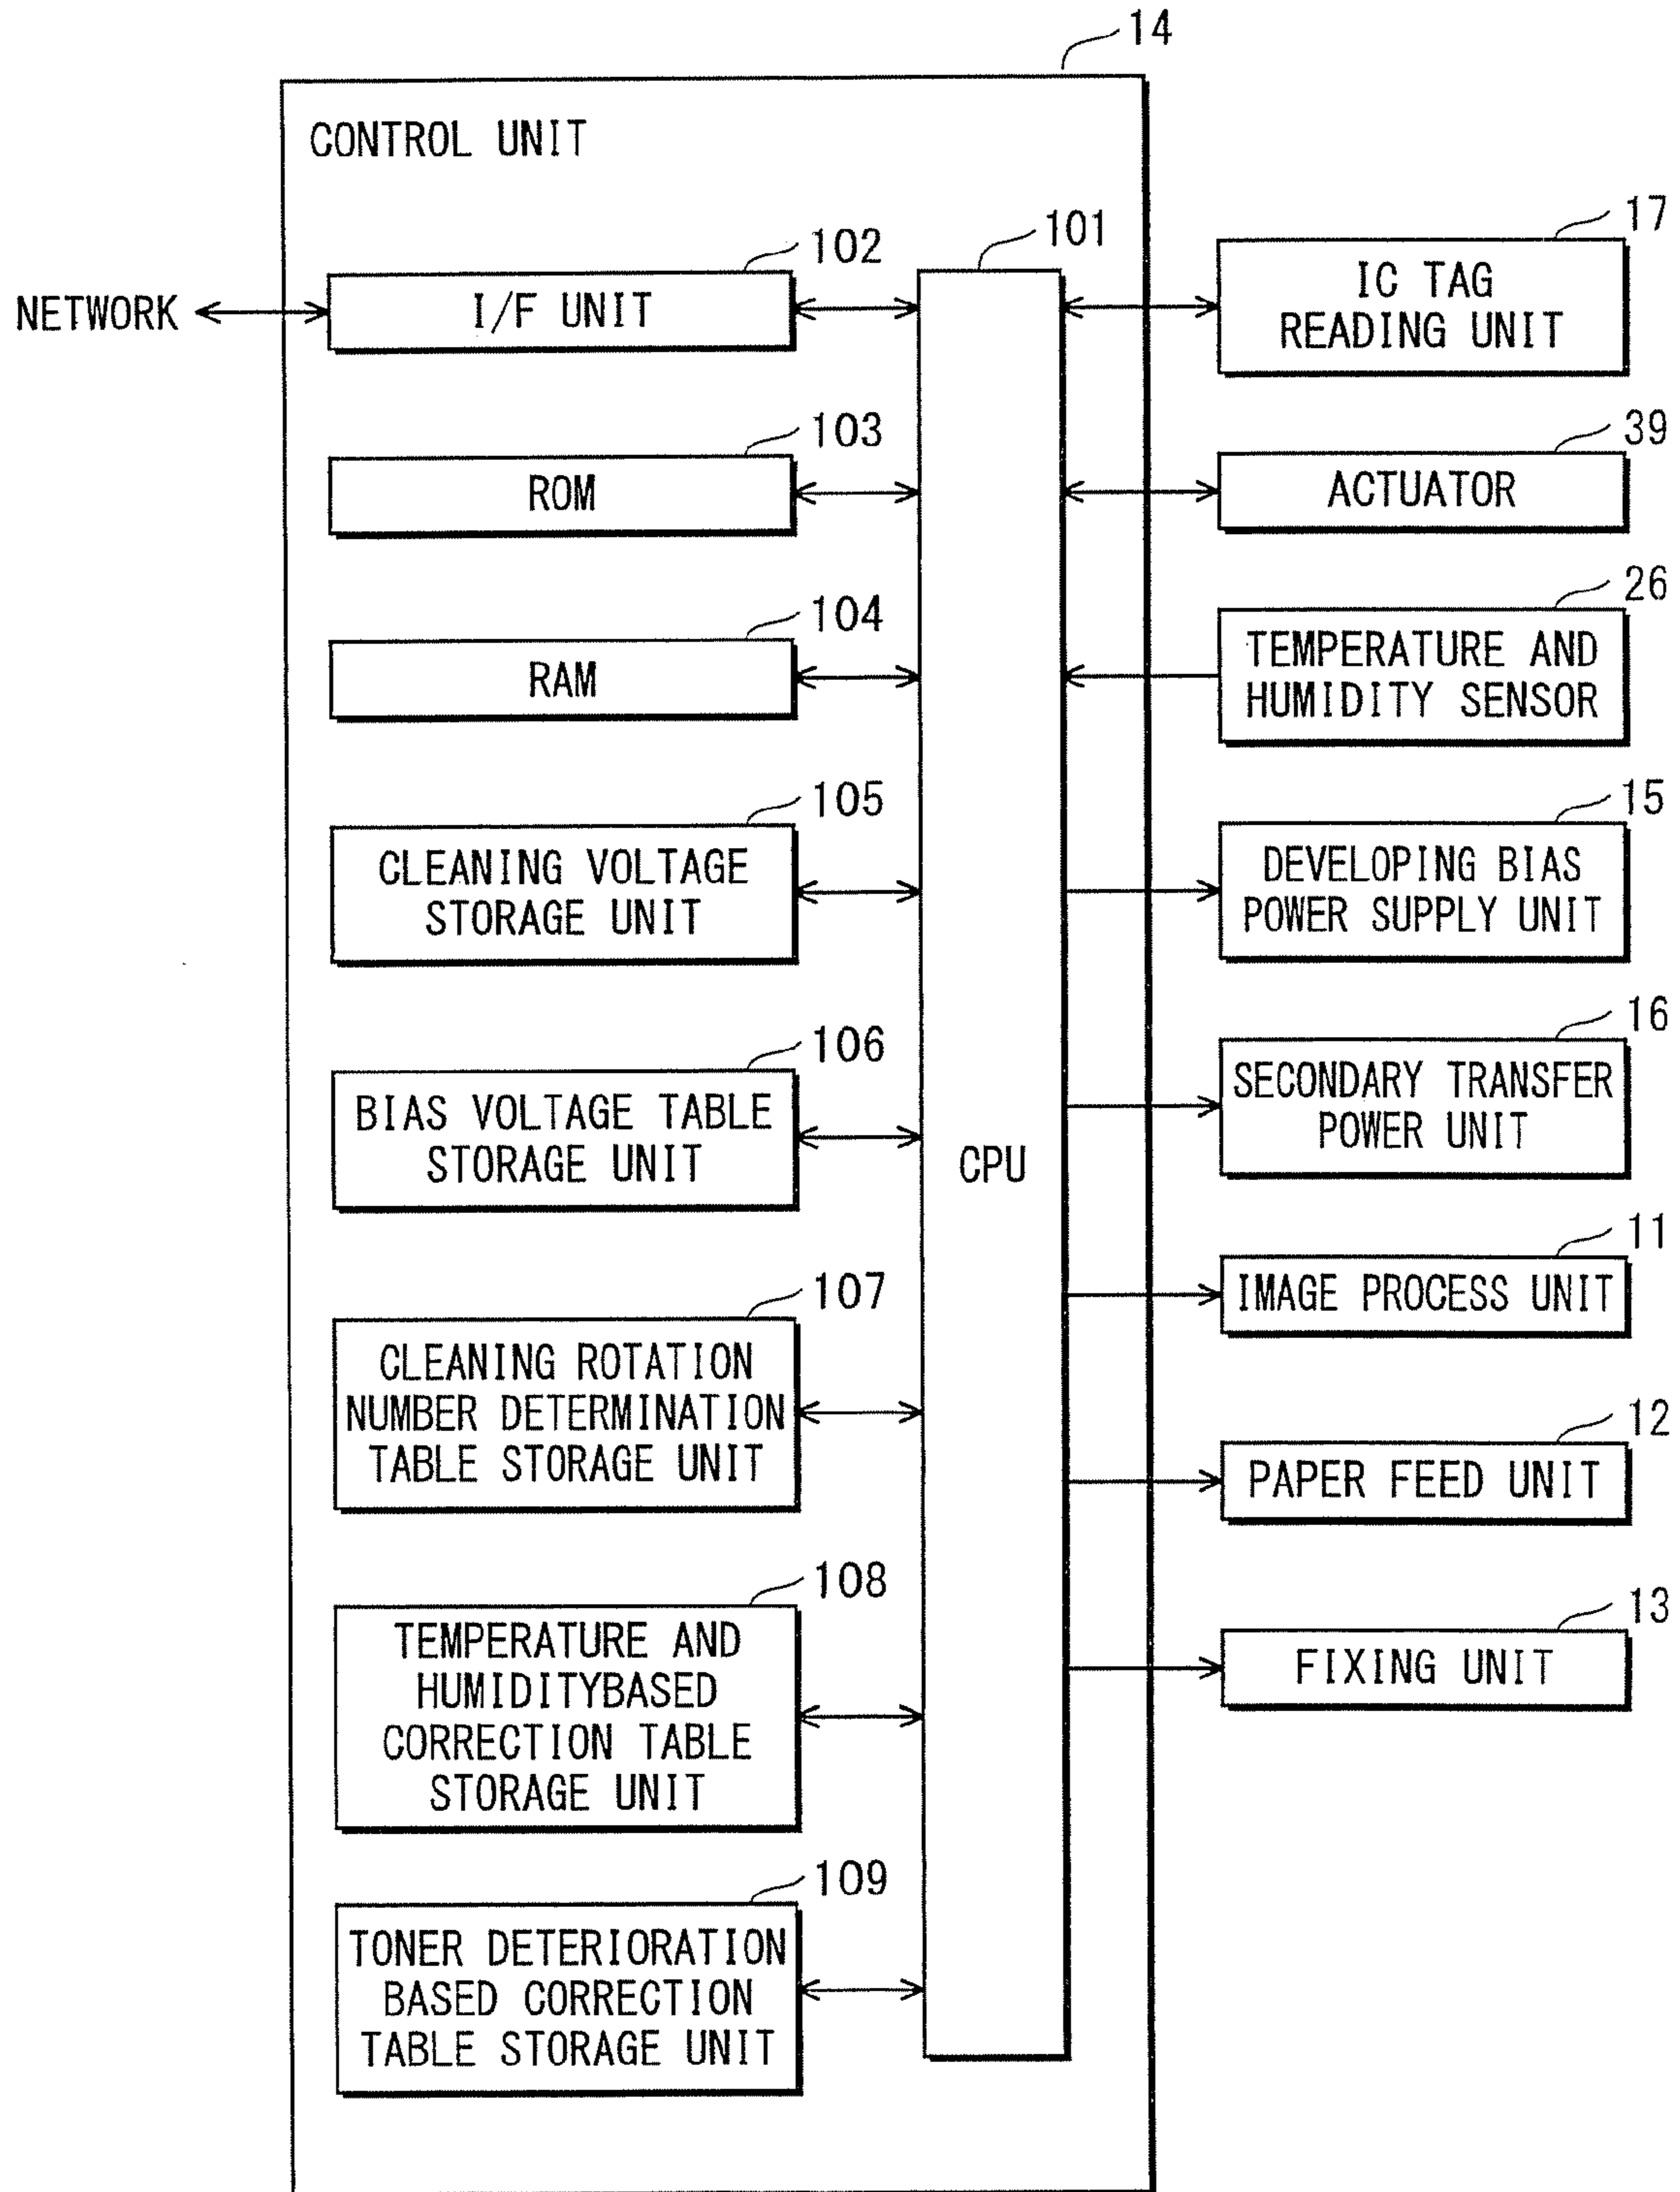 14
CONTROL UNIT
NETWORK
102
I/F UNIT
103
ROM
104
RAM
105
CLEANING VOLTAGE
STORAGE UNIT
106
BIAS VOLTAGE TABLE
STORAGE UNIT
107
CLEANING ROTATION
NUMBER DETERMINATION
TABLE STORAGE UNIT
108
TEMPERATURE AND
HUMIDITYBASED
CORRECTION TABLE
STORAGE UNIT
109
TONER DETERIORATION
BASED CORRECTION
TABLE STORAGE UNIT
101
CPU
17
IC TAG
READING UNIT
39
ACTUATOR
26
TEMPERATURE AND
HUMIDITY SENSOR
15
DEVELOPING BIAS
POWER SUPPLY UNIT
16
SECONDARY TRANSFER
POWER UNIT
11
IMAGE PROCESS UNIT
12
PAPER FEED UNIT
13
FIXING UNIT